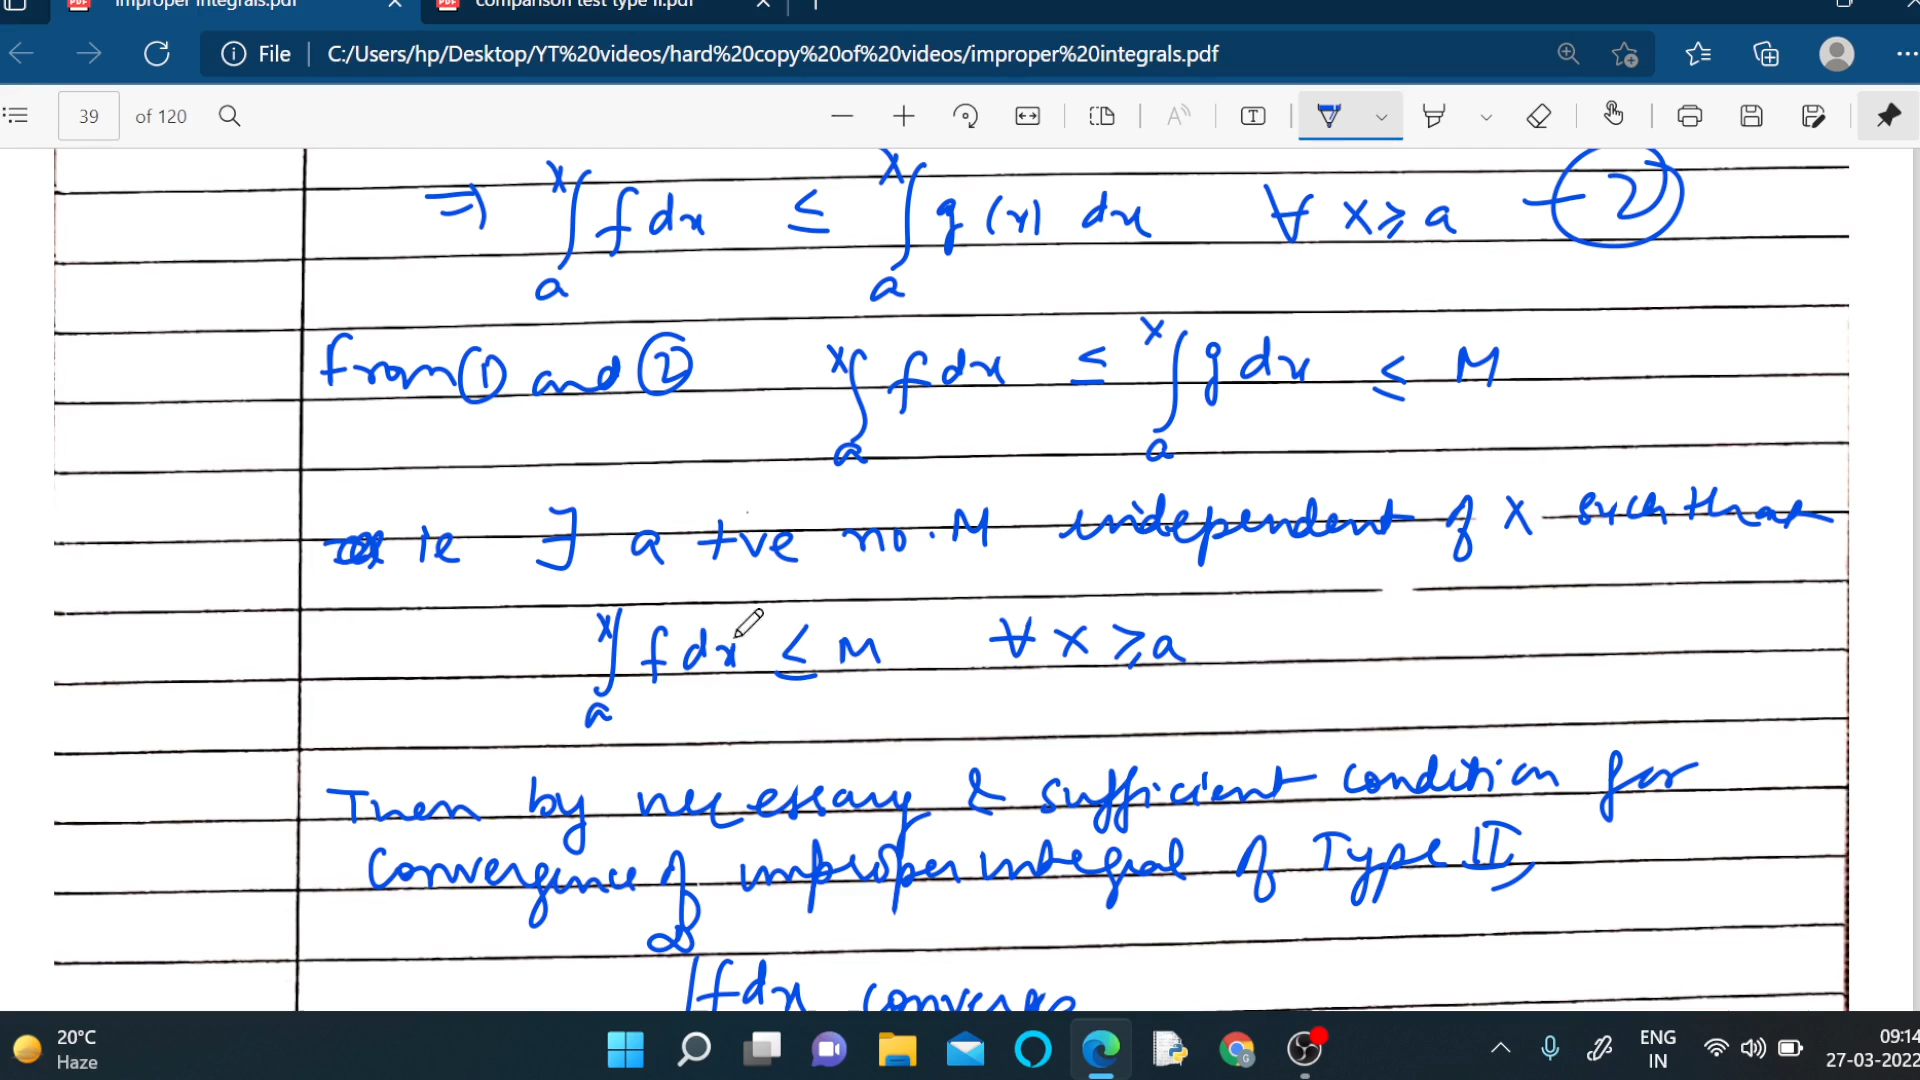 improper integrals.pdf
comparison test type II.pdf
File
C:/Users/hp/Desktop/YT%20videos/hard%20copy%20of%20videos/improper%20integrals.pdf
39 of 120
⇒ ∫ₐˣ f dx ≤ ∫ₐˣ g(x) dx ∀ X ≥ a — ②
from ① and ② ∫ₐˣ f dx ≤ ∫ₐˣ g dx ≤ M
ie ∃ a +ve no. M independent of X such that
∫ₐˣ f dx ≤ M ∀ X ≥ a
Then by necessary & sufficient condition for
convergence of improper integral of Type II,
∫ f dx converges
20°C
Haze
ENG
IN
09:14
27-03-2022